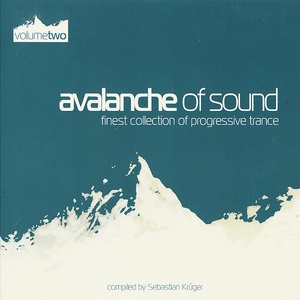 volumetwo
avalanche of sound
finest collection of progressive trance
compiled by Sebastian Krüger